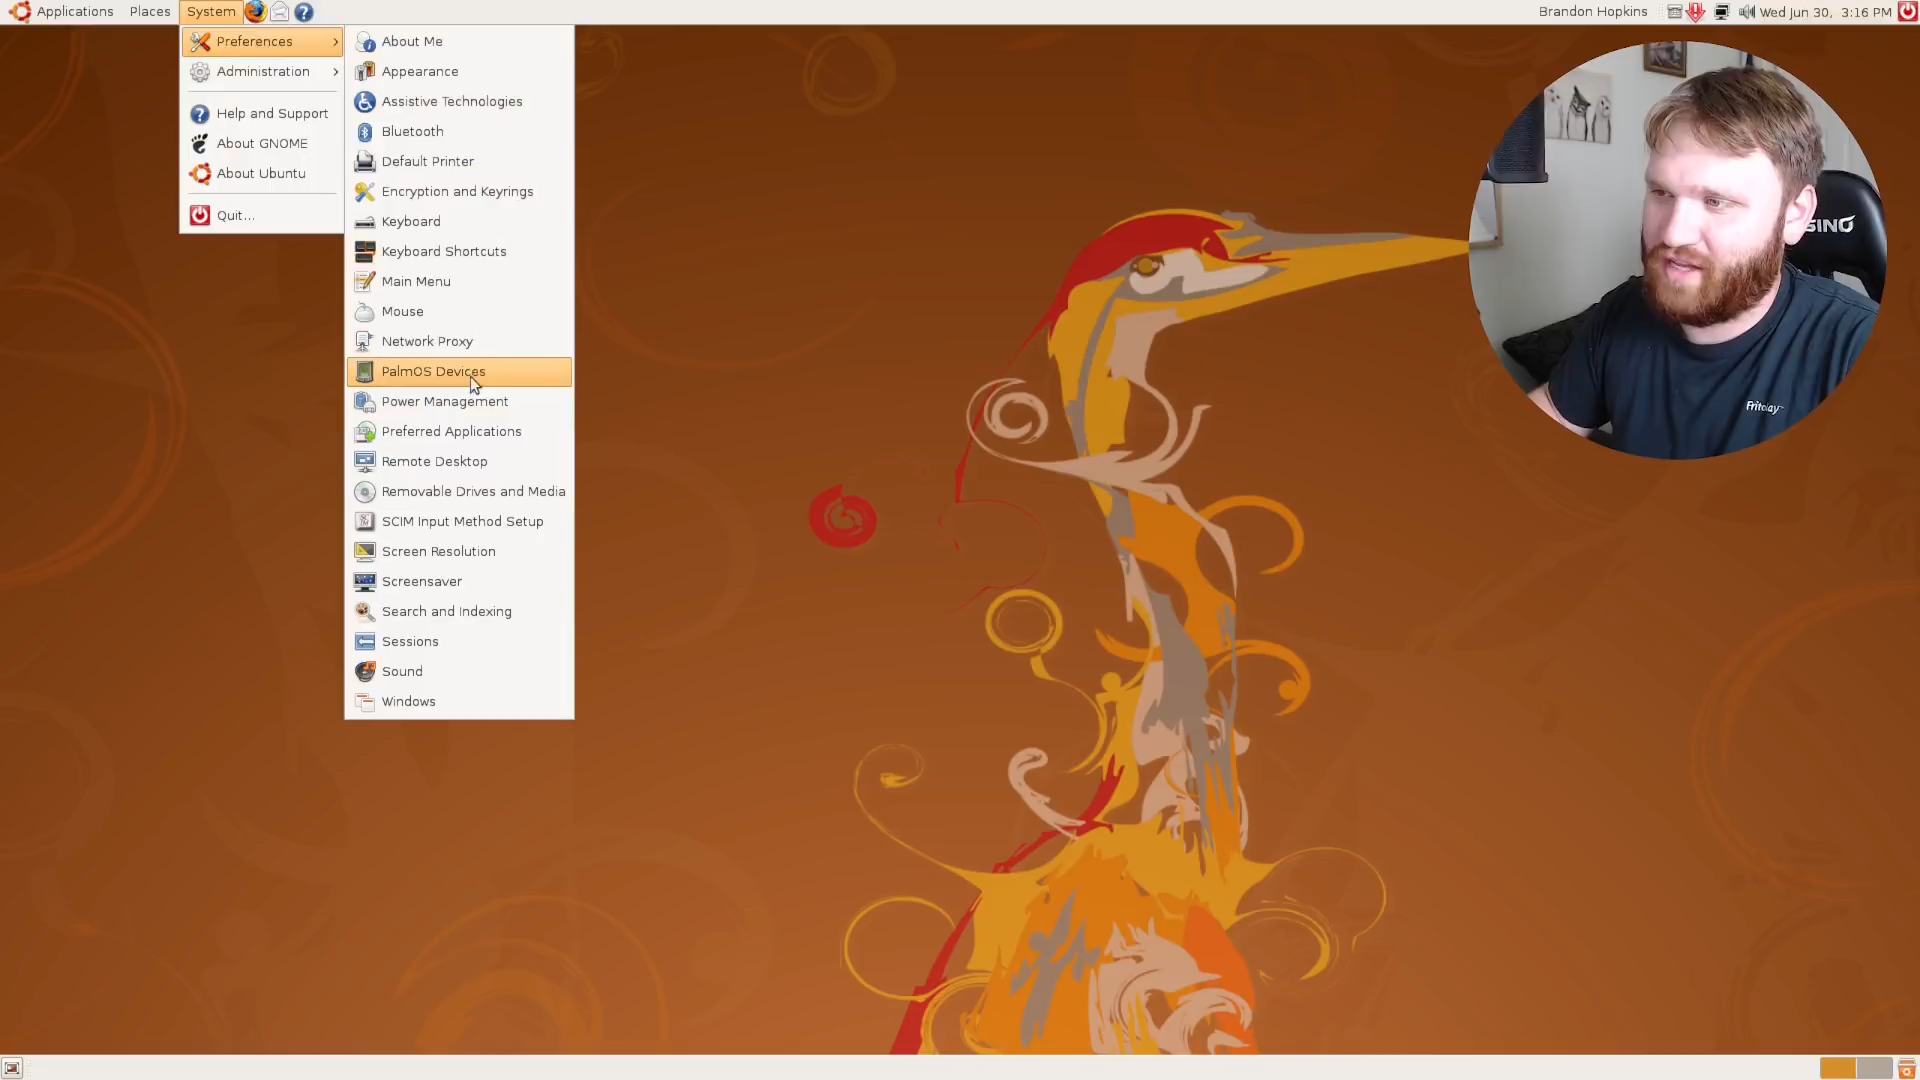 Applications Places System Brandon Hopkins Wed Jun 30, 3:16 PM
Preferences
Administration
Help and Support
About GNOME
About Ubuntu
Quit...
About Me
Appearance
Assistive Technologies
Bluetooth
Default Printer
Encryption and Keyrings
Keyboard
Keyboard Shortcuts
Main Menu
Mouse
Network Proxy
PalmOS Devices
Power Management
Preferred Applications
Remote Desktop
Removable Drives and Media
SCIM Input Method Setup
Screen Resolution
Screensaver
Search and Indexing
Sessions
Sound
Windows
SINO
Fritolay